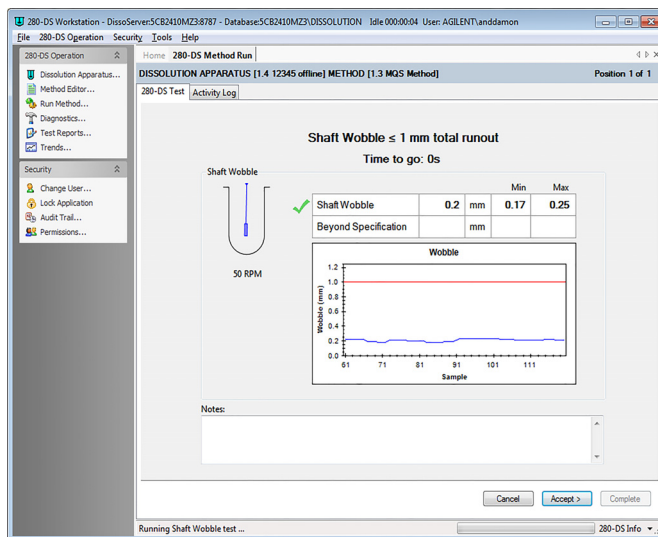 280-DS Workstation - DissoServer:5CB2410MZ3:8787 - Database:5CB2410MZ3\DISSOLUTION Idle 000:00:04 User: AGILENT\anddamon
File 280-DS Operation Security Tools Help
280-DS Operation
Dissolution Apparatus...
Method Editor...
Run Method...
Diagnostics...
Test Reports...
Trends...
Security
Change User...
Lock Application
Audit Trail...
Permissions...
Home 280-DS Method Run
DISSOLUTION APPARATUS [1.4 12345 offline] METHOD [1.3 MQS Method] Position 1 of 1
280-DS Test Activity Log
Shaft Wobble ≤ 1 mm total runout
Time to go: 0s
Shaft Wobble
50 RPM
Min Max
Shaft Wobble 0.2 mm 0.17 0.25
Beyond Specification mm
Wobble
Wobble (mm)
1.2
1.0
0.8
0.6
0.4
0.2
0.0
61 71 81 91 101 111
Sample
Notes:
Cancel Accept > Complete
Running Shaft Wobble test ... 280-DS Info